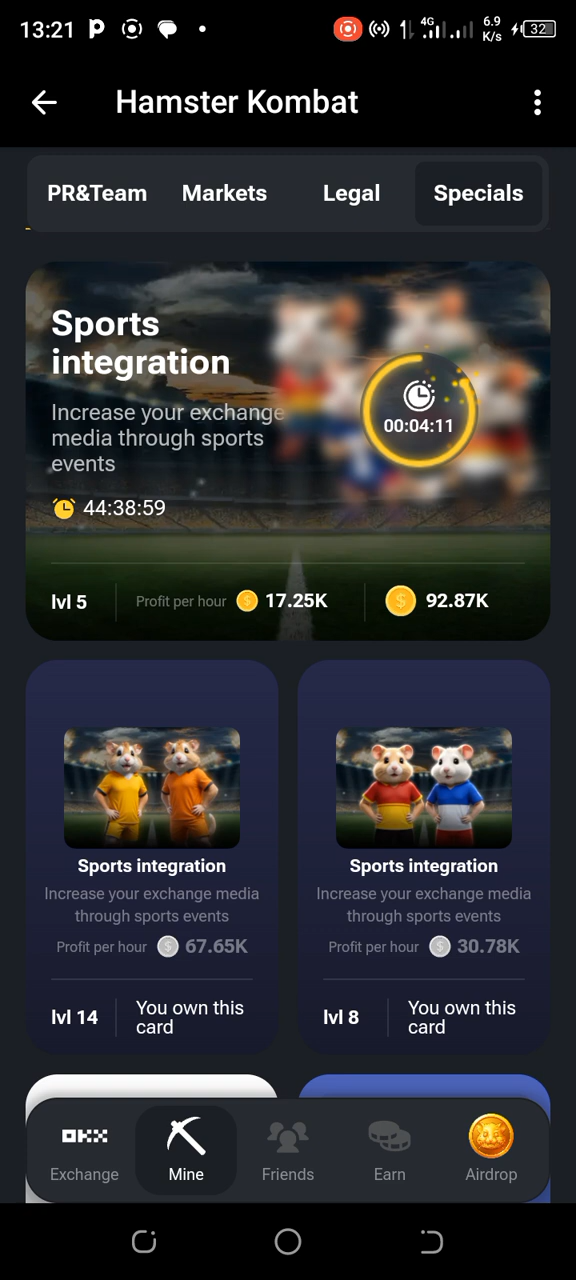 13:21
4G
6.9
K/s
32
Hamster Kombat
PR&Team
Markets
Legal
Specials
Sports
integration
Increase your exchange
media through sports
events
00:04:11
44:38:59
lvl 5
Profit per hour
17.25K
92.87K
Sports integration
Increase your exchange media
through sports events
Profit per hour
67.65K
lvl 14
You own this
card
Sports integration
Increase your exchange media
through sports events
Profit per hour
30.78K
lvl 8
You own this
card
OKX
Exchange
Mine
Friends
Earn
Airdrop